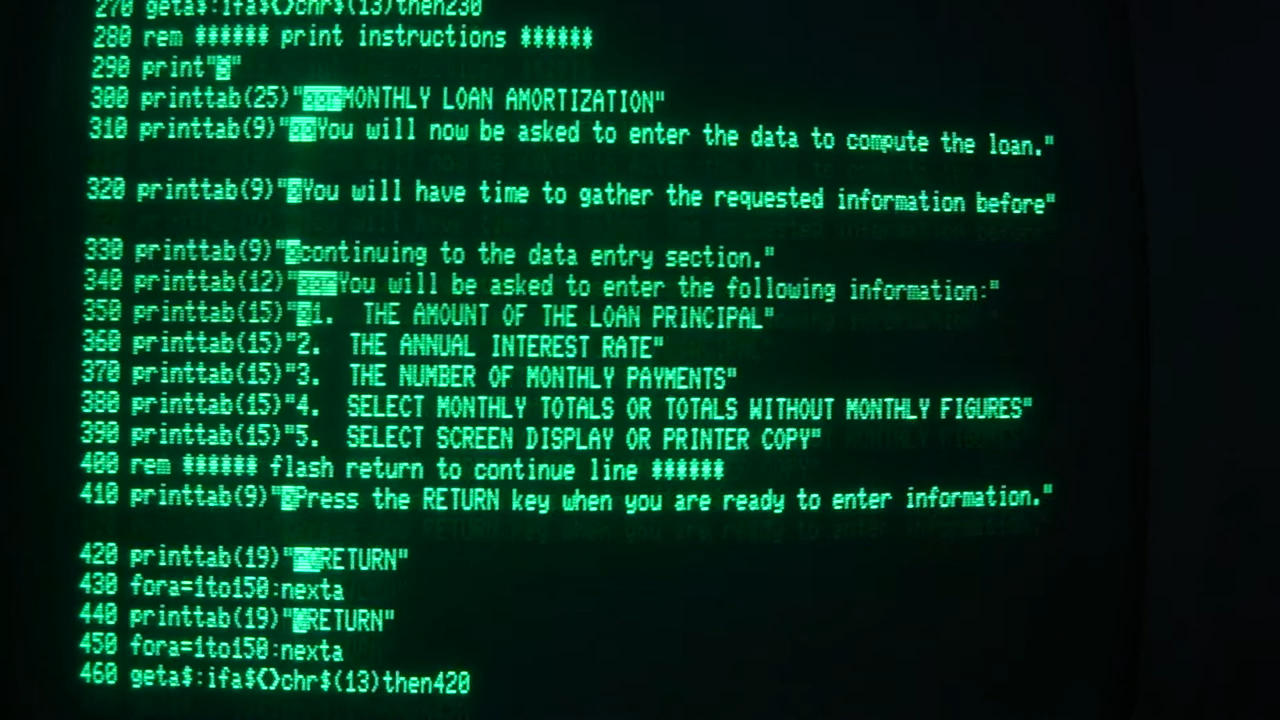 270 geta$:ifa$<>chr$(13)then230
280 rem ****** print instructions ******
290 print""
300 printtab(25)"MONTHLY LOAN AMORTIZATION"
310 printtab(9)"You will now be asked to enter the data to compute the loan."
320 printtab(9)"You will have time to gather the requested information before"
330 printtab(9)"continuing to the data entry section."
340 printtab(12)"You will be asked to enter the following information:"
350 printtab(15)"1.  THE AMOUNT OF THE LOAN PRINCIPAL"
360 printtab(15)"2.  THE ANNUAL INTEREST RATE"
370 printtab(15)"3.  THE NUMBER OF MONTHLY PAYMENTS"
380 printtab(15)"4.  SELECT MONTHLY TOTALS OR TOTALS WITHOUT MONTHLY FIGURES"
390 printtab(15)"5.  SELECT SCREEN DISPLAY OR PRINTER COPY"
400 rem ****** flash return to continue line ******
410 printtab(9)"Press the RETURN key when you are ready to enter information."
420 printtab(19)"RETURN"
430 fora=1to150:nexta
440 printtab(19)"RETURN"
450 fora=1to150:nexta
460 geta$:ifa$<>chr$(13)then420